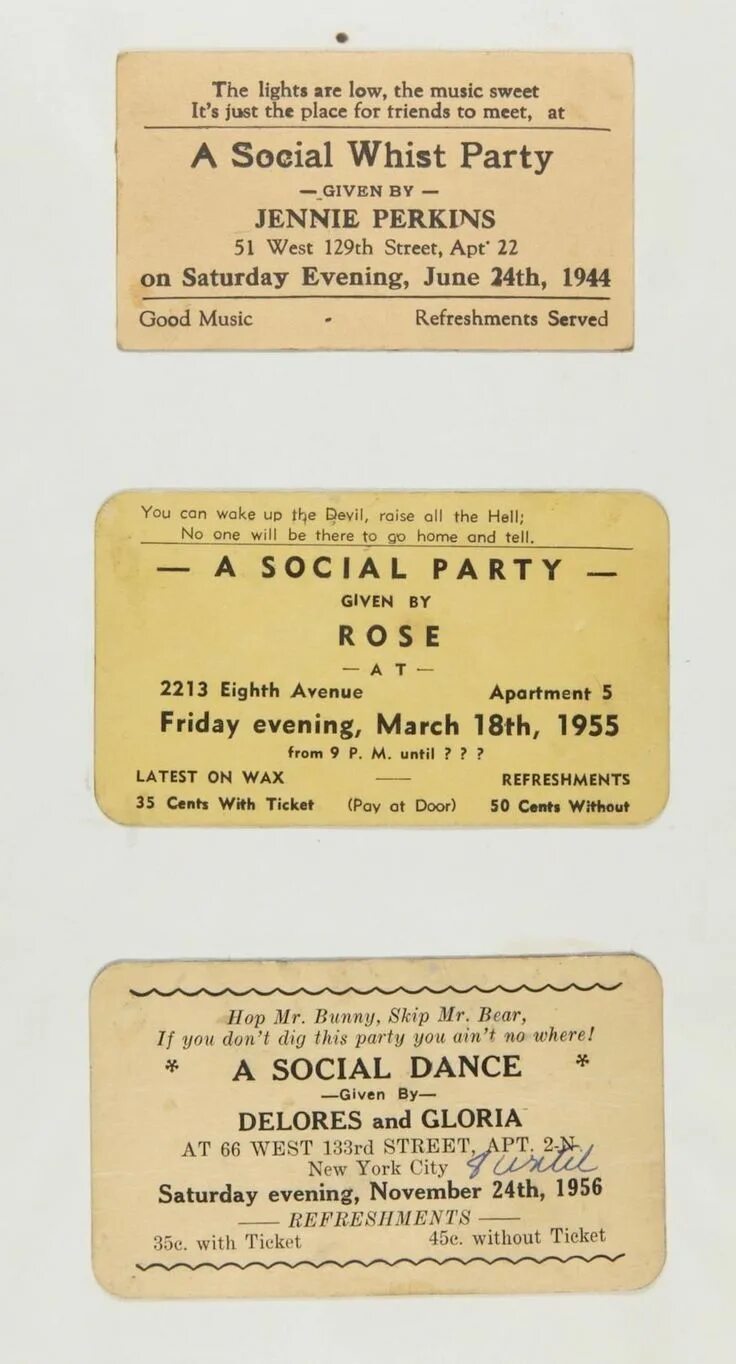 The lights are low, the music sweet
It's just the place for friends to meet, at
A Social Whist Party
— GIVEN BY —
JENNIE PERKINS
51 West 129th Street, Apt 22
on Saturday Evening, June 24th, 1944
Good Music - Refreshments Served
You can wake up the Devil, raise all the Hell;
No one will be there to go home and tell.
— A SOCIAL PARTY —
GIVEN BY
ROSE
— AT —
2213 Eighth Avenue Apartment 5
Friday evening, March 18th, 1955
from 9 P. M. until ? ? ?
LATEST ON WAX — REFRESHMENTS
35 Cents With Ticket (Pay at Door) 50 Cents Without
Hop Mr. Bunny, Skip Mr. Bear,
If you don't dig this party you ain't no where!
* A SOCIAL DANCE *
—Given By—
DELORES and GLORIA
AT 66 WEST 133rd STREET, APT. 2-N
New York City 8 until
Saturday evening, November 24th, 1956
— REFRESHMENTS —
35c. with Ticket 45c. without Ticket